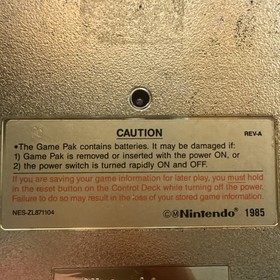 CAUTION REV-A
•The Game Pak contains batteries. It may be damaged if:
1) Game Pak is removed or inserted with the power ON, or
2) the power switch is turned rapidly ON and OFF.
If you are saving your game information for later play, you must hold
in the reset button on the Control Deck while turning off the power.
Failure to do so may result in the loss of your stored game information.
NES-ZL871104 ©ⓂNintendo® 1985